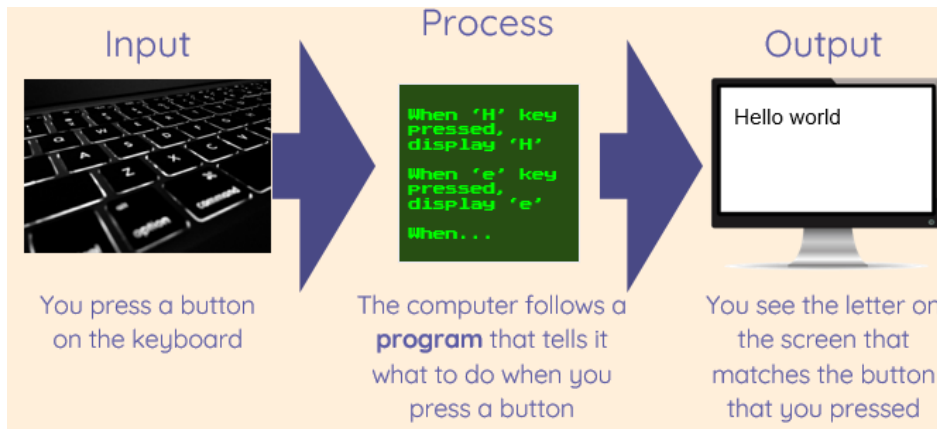 Input
Process
Output
When ‘H’ key
pressed,
display ‘H’
When ‘e’ key
pressed,
display ‘e’
When...
Hello world
You press a button
on the keyboard
The computer follows a
program that tells it
what to do when you
press a button
You see the letter on
the screen that
matches the button
that you pressed
Q
W
E
R
A
S
D
Z
X
C
⌘
option
command